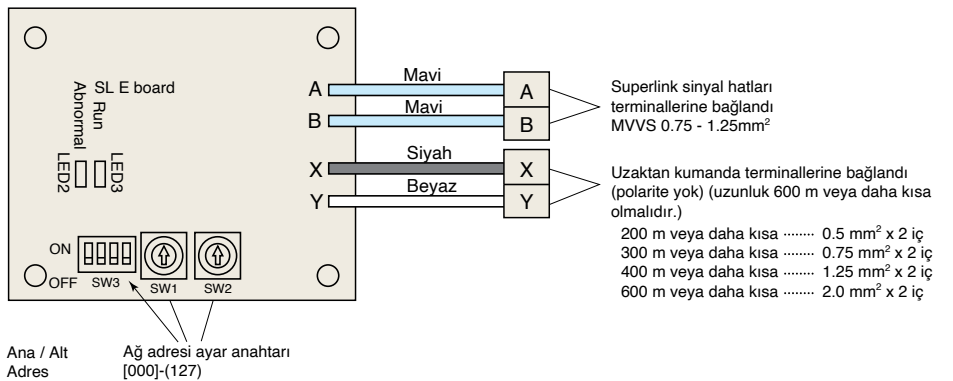 SL E board
Abnormal
Run
LED2
LED3
A
B
X
Y
Mavi
Mavi
Siyah
Beyaz
A
B
X
Y
Superlink sinyal hatları
terminallerine bağlandı
MVVS 0.75 - 1.25mm²
Uzaktan kumanda terminallerine bağlandı
(polarite yok) (uzunluk 600 m veya daha kısa
olmalıdır.)
200 m veya daha kısa ........ 0.5 mm² x 2 iç
300 m veya daha kısa ........ 0.75 mm² x 2 iç
400 m veya daha kısa ........ 1.25 mm² x 2 iç
600 m veya daha kısa ........ 2.0 mm² x 2 iç
ON
OFF
SW3
SW1
SW2
Ana / Alt
Adres
Ağ adresi ayar anahtarı
[000]-(127)